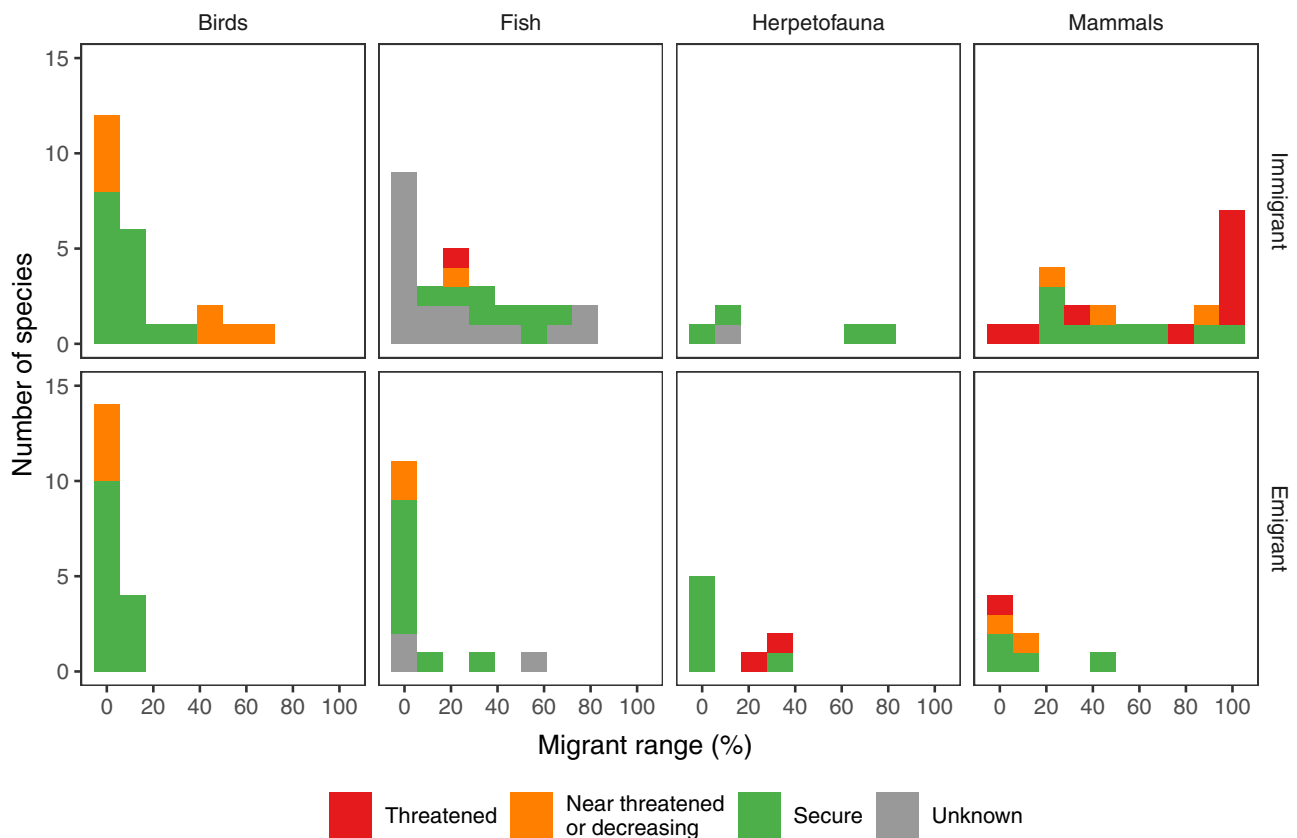 Birds Fish Herpetofauna Mammals
15
10
5
0
Immigrant
Number of species
15
10
5
0
Emigrant
0 20 40 60 80 100 0 20 40 60 80 100 0 20 40 60 80 100 0 20 40 60 80 100
Migrant range (%)
Threatened
Near threatened
or decreasing
Secure
Unknown